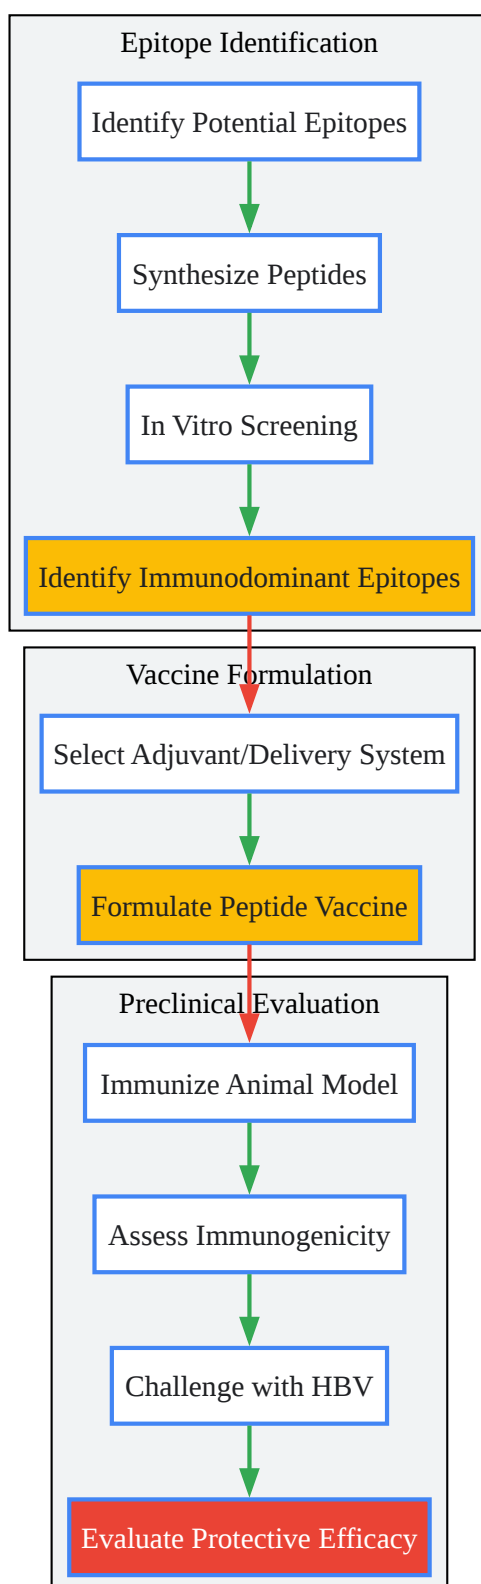 Epitope Identification
Identify Potential Epitopes
Synthesize Peptides
In Vitro Screening
Identify Immunodominant Epitopes
Vaccine Formulation
Select Adjuvant/Delivery System
Formulate Peptide Vaccine
Preclinical Evaluation
Immunize Animal Model
Assess Immunogenicity
Challenge with HBV
Evaluate Protective Efficacy